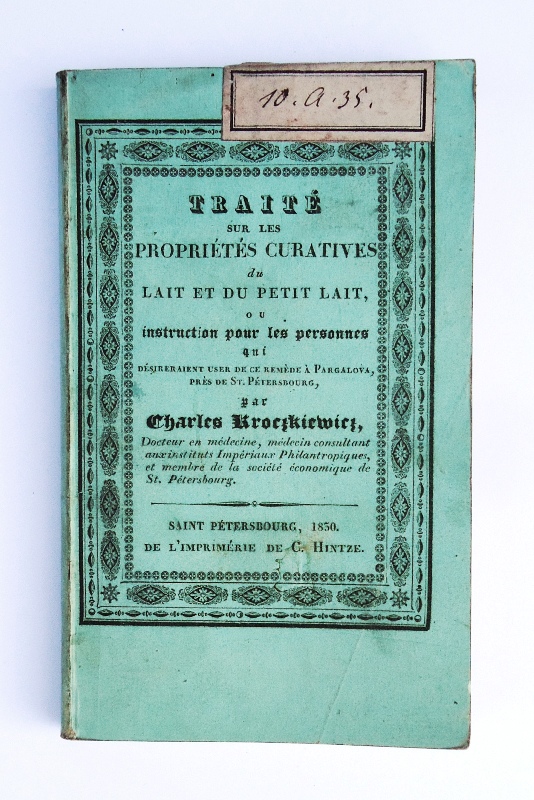 10. a. 35.
TRAITÉ
SUR LES
PROPRIÉTÉS CURATIVES
du
LAIT ET DU PETIT LAIT,
OU
instruction pour les personnes
qui
DÉSIRERAIENT USER DE CE REMÈDE À PARGALOVA,
PRÈS DE ST. PÉTERSBOURG,
par
Charles Kroczkiewicz,
Docteur en médecine, médecin consultant
aux instituts Impériaux Philantropiques,
et membre de la société économique de
St. Pétersbourg.
SAINT PÉTERSBOURG, 1830.
DE L'IMPRIMÉRIE DE C. HINTZE.